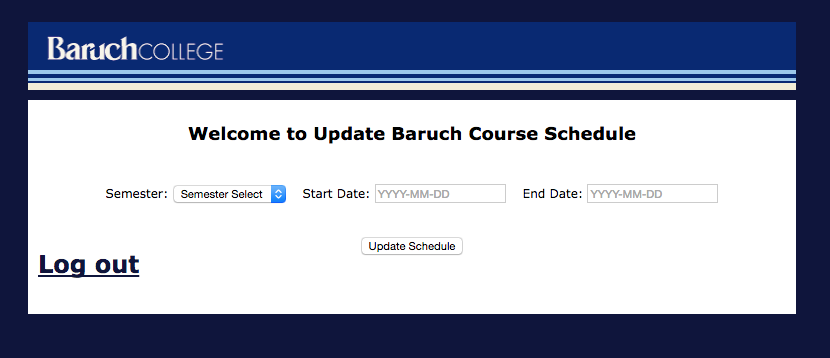 BaruchCOLLEGE
Welcome to Update Baruch Course Schedule
Semester: Semester Select Start Date: YYYY-MM-DD End Date: YYYY-MM-DD
Update Schedule
Log out